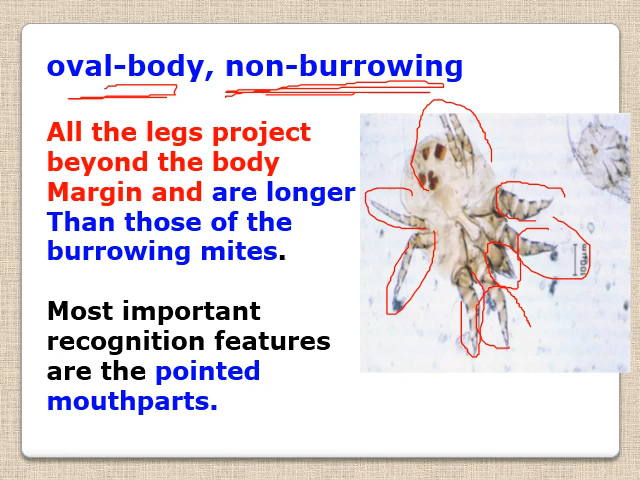 oval-body, non-burrowing
All the legs project
beyond the body
Margin and are longer
Than those of the
burrowing mites.
Most important
recognition features
are the pointed
mouthparts.
100µm